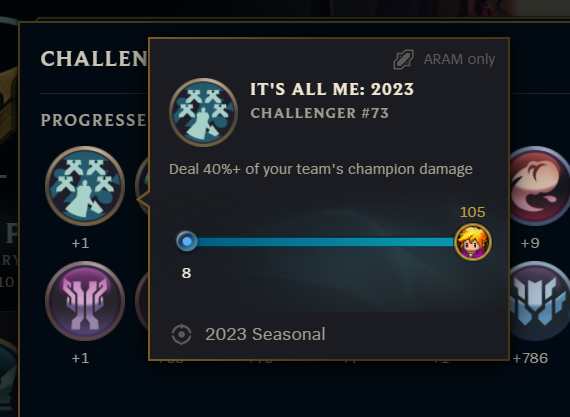 CHALLEN
ARAM only
IT'S ALL ME: 2023
CHALLENGER #73
PROGRESSE
Deal 40%+ of your team's champion damage
105
+1
+9
8
2023 Seasonal
+1
+786